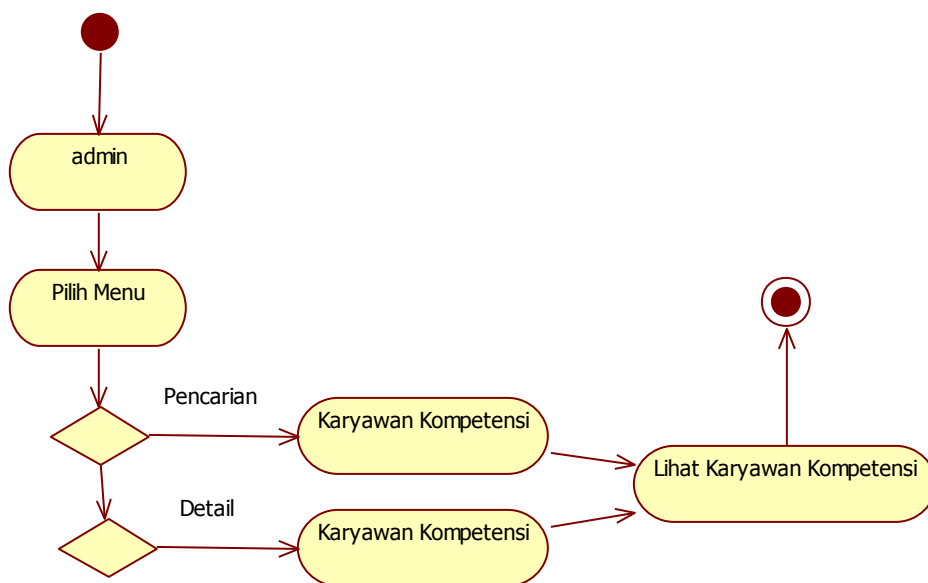 admin
Pilih Menu
Pencarian
Karyawan Kompetensi
Lihat Karyawan Kompetensi
Detail
Karyawan Kompetensi